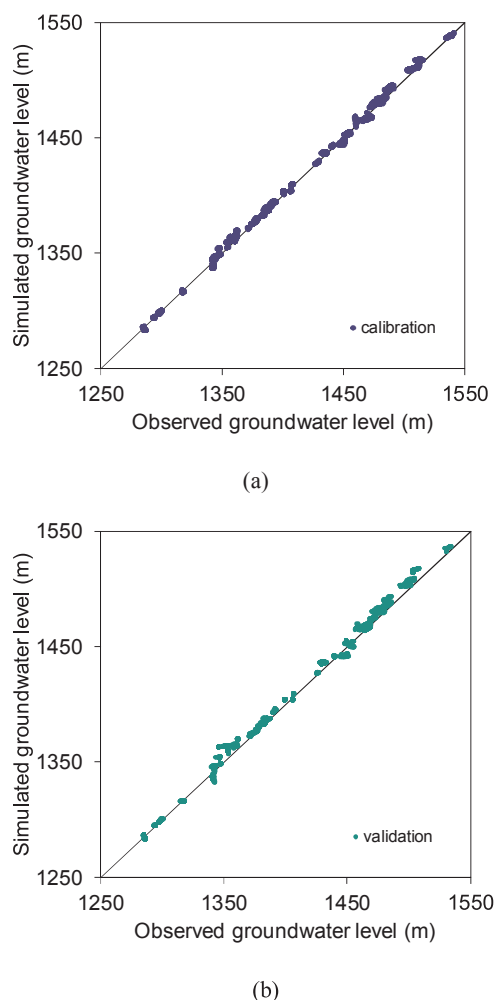 1550
1450
1350
1250
Simulated groundwater level (m)
calibration
1250 1350 1450 1550
Observed groundwater level (m)
(a)
1550
1450
1350
1250
Simulated groundwater level (m)
validation
1250 1350 1450 1550
Observed groundwater level (m)
(b)